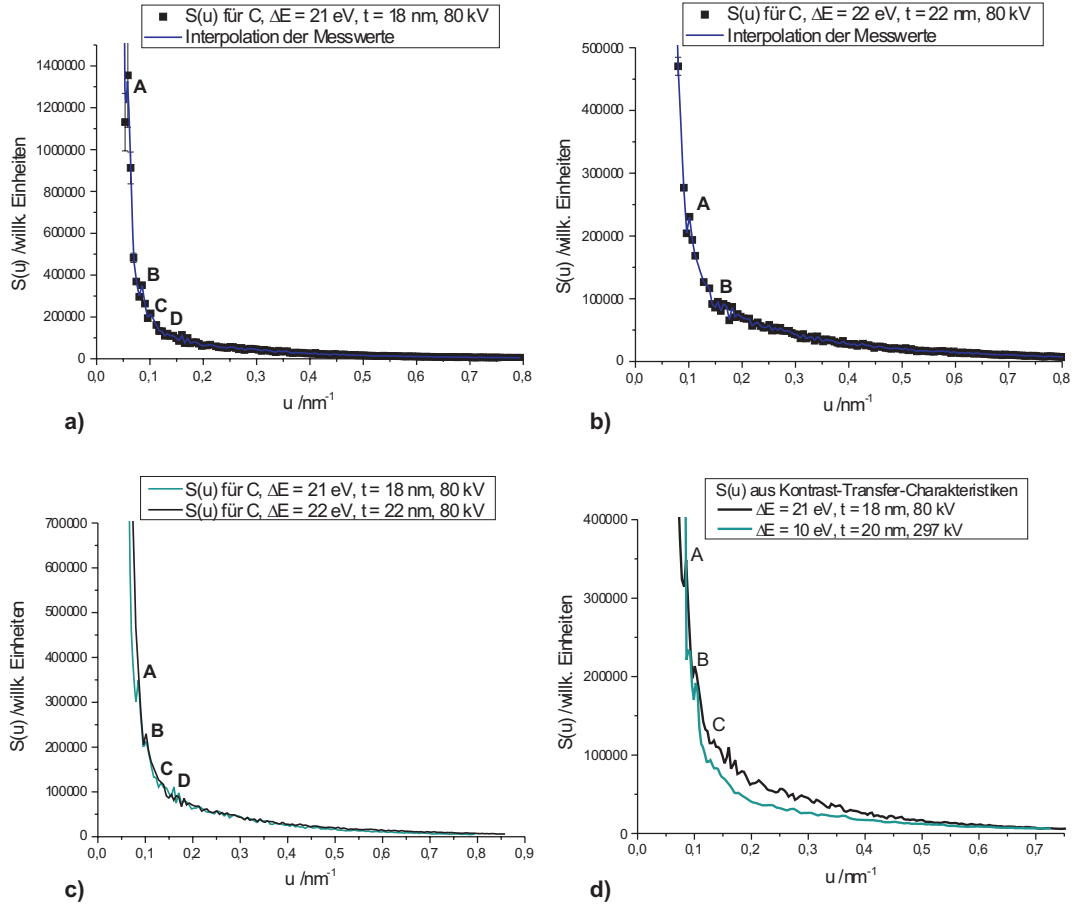 S(u) für C, ΔE = 21 eV, t = 18 nm, 80 kV
Interpolation der Messwerte
S(u) /willk. Einheiten
1400000
1200000
1000000
800000
600000
400000
200000
0
A
B
C
D
0,0 0,1 0,2 0,3 0,4 0,5 0,6 0,7 0,8
u /nm⁻¹
a)
S(u) für C, ΔE = 22 eV, t = 22 nm, 80 kV
Interpolation der Messwerte
S(u) /willk. Einheiten
500000
40000
30000
20000
10000
0
A
B
0,0 0,1 0,2 0,3 0,4 0,5 0,6 0,7 0,8
u /nm⁻¹
b)
S(u) für C, ΔE = 21 eV, t = 18 nm, 80 kV
S(u) für C, ΔE = 22 eV, t = 22 nm, 80 kV
S(u) /willk. Einheiten
700000
600000
500000
400000
300000
200000
100000
0
A
B
C
D
0,0 0,1 0,2 0,3 0,4 0,5 0,6 0,7 0,8 0,9
u /nm⁻¹
c)
S(u) aus Kontrast-Transfer-Charakteristiken
ΔE = 21 eV, t = 18 nm, 80 kV
ΔE = 10 eV, t = 20 nm, 297 kV
S(u) /willk. Einheiten
400000
300000
200000
100000
0
A
B
C
0,0 0,1 0,2 0,3 0,4 0,5 0,6 0,7
u /nm⁻¹
d)